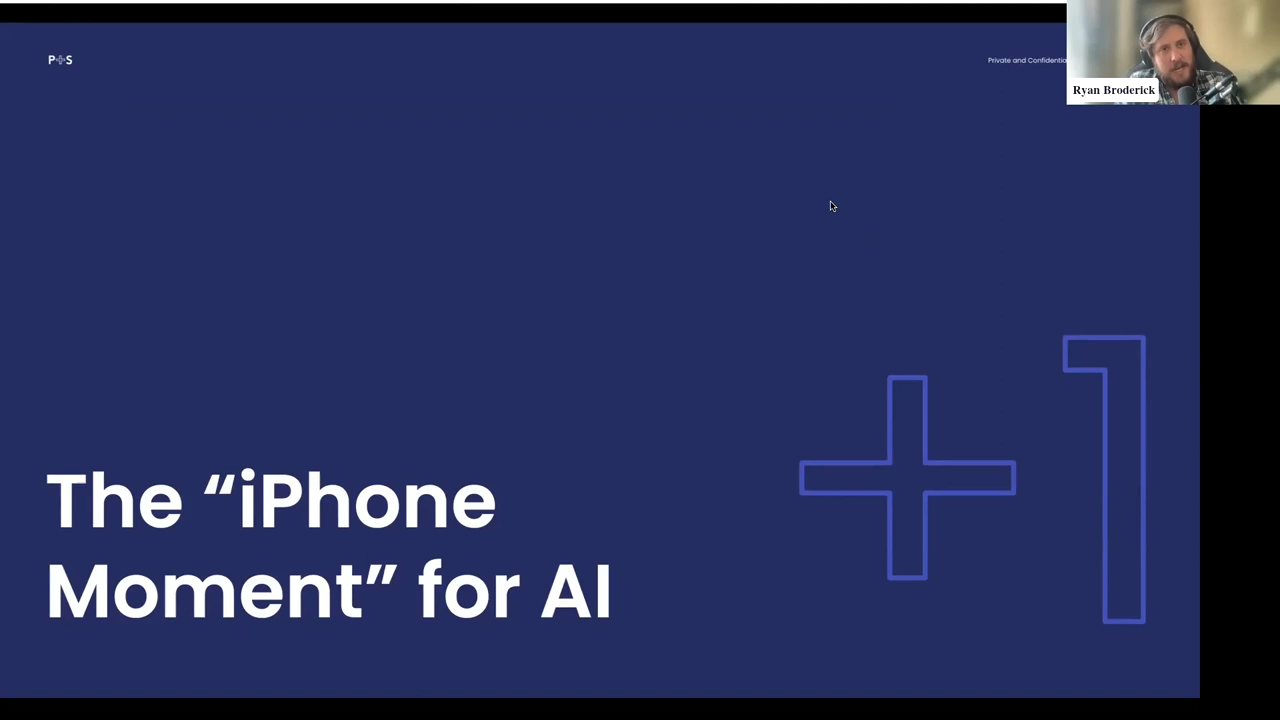 P+S
Private and Confidentia
Ryan Broderick
+1
The “iPhone
Moment” for AI